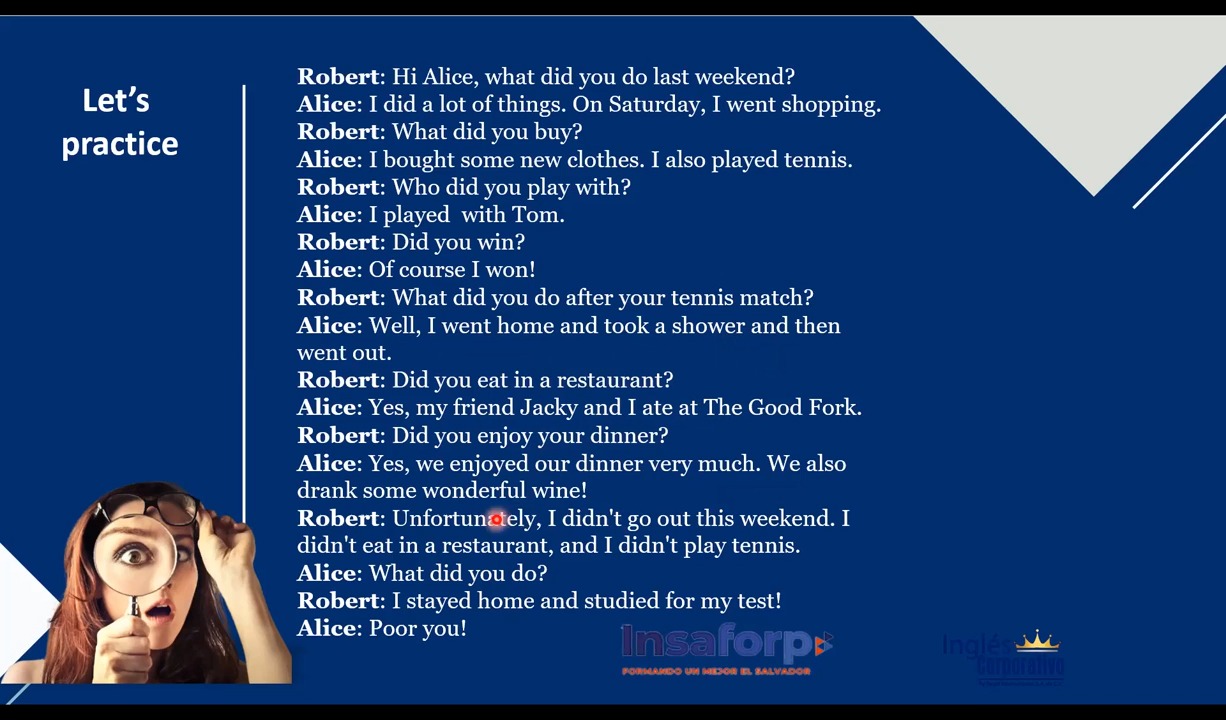 Let's
practice
Robert: Hi Alice, what did you do last weekend?
Alice: I did a lot of things. On Saturday, I went shopping.
Robert: What did you buy?
Alice: I bought some new clothes. I also played tennis.
Robert: Who did you play with?
Alice: I played with Tom.
Robert: Did you win?
Alice: Of course I won!
Robert: What did you do after your tennis match?
Alice: Well, I went home and took a shower and then
went out.
Robert: Did you eat in a restaurant?
Alice: Yes, my friend Jacky and I ate at The Good Fork.
Robert: Did you enjoy your dinner?
Alice: Yes, we enjoyed our dinner very much. We also
drank some wonderful wine!
Robert: Unfortunately, I didn't go out this weekend. I
didn't eat in a restaurant, and I didn't play tennis.
Alice: What did you do?
Robert: I stayed home and studied for my test!
Alice: Poor you!
Insaforp
FORMANDO UN MEJOR EL SALVADOR
Inglés
Corporativo